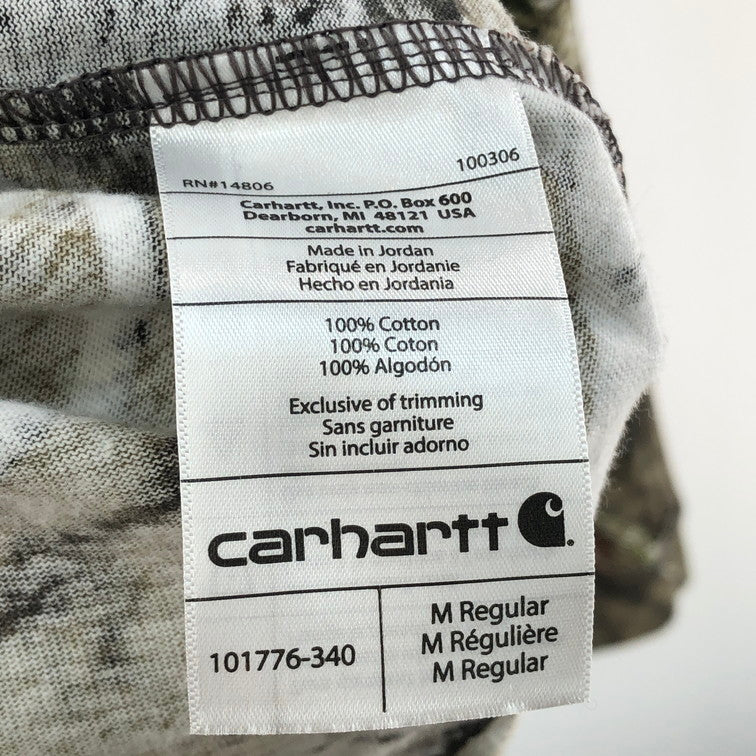 RN#14806
100306
Carhartt, Inc. P.O. Box 600
Dearborn, MI 48121 USA
carhartt.com
Made in Jordan
Fabriqué en Jordanie
Hecho en Jordania
100% Cotton
100% Coton
100% Algodón
Exclusive of trimming
Sans garniture
Sin incluir adorno
carhartt
101776-340
M Regular
M Régulière
M Regular